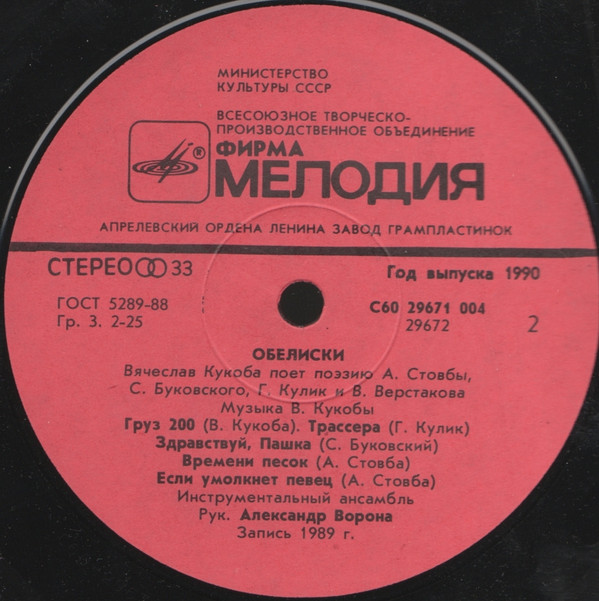 МИНИСТЕРСТВО
КУЛЬТУРЫ СССР
ВСЕСОЮЗНОЕ ТВОРЧЕСКО-
ПРОИЗВОДСТВЕННОЕ ОБЪЕДИНЕНИЕ
®
ФИРМА
МЕЛОДИЯ
АПРЕЛЕВСКИЙ ОРДЕНА ЛЕНИНА ЗАВОД ГРАМПЛАСТИНОК
СТЕРЕО 33
Год выпуска 1990
ГОСТ 5289-88
Гр. 3. 2-25
С60 29671 004
29672
2
ОБЕЛИСКИ
Вячеслав Кукоба поет поэзию А. Стовбы,
С. Буковского, Г. Кулик и В. Верстакова
Музыка В. Кукобы
Груз 200 (В. Кукоба). Трассера (Г. Кулик)
Здравствуй, Пашка (С. Буковский)
Времени песок (А. Стовба)
Если умолкнет певец (А. Стовба)
Инструментальный ансамбль
Рук. Александр Ворона
Запись 1989 г.